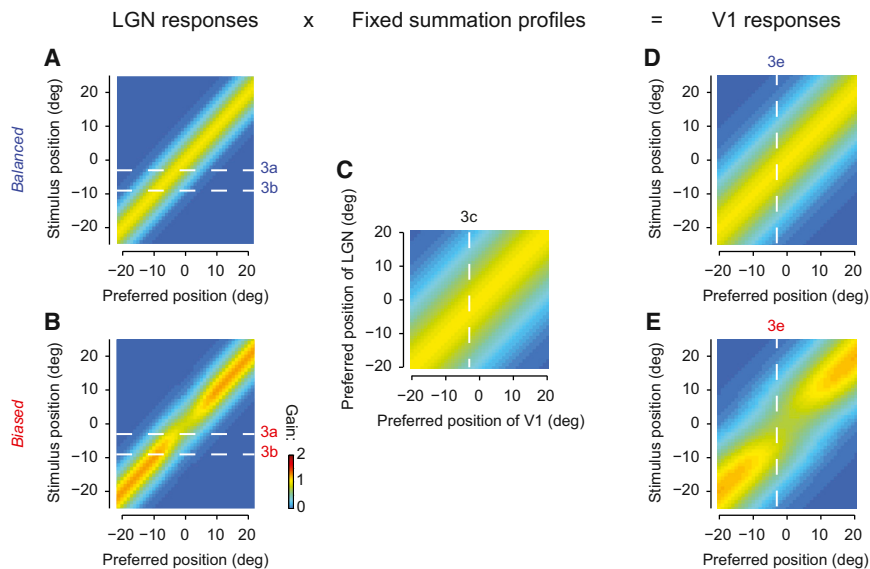 LGN responses x Fixed summation profiles = V1 responses
A
Balanced
Stimulus position (deg)
20
10
0
−10
−20
3a
3b
−20 −10 0 10 20
Preferred position (deg)
B
Biased
Stimulus position (deg)
20
10
0
−10
−20
3a
3b
Gain:
2
1
0
−20 −10 0 10 20
Preferred position (deg)
C
3c
Preferred position of LGN (deg)
20
10
0
−10
−20
−20 −10 0 10 20
Preferred position of V1 (deg)
D
3e
Stimulus position (deg)
20
10
0
−10
−20
−20 −10 0 10 20
Preferred position (deg)
E
3e
Stimulus position (deg)
20
10
0
−10
−20
−20 −10 0 10 20
Preferred position (deg)